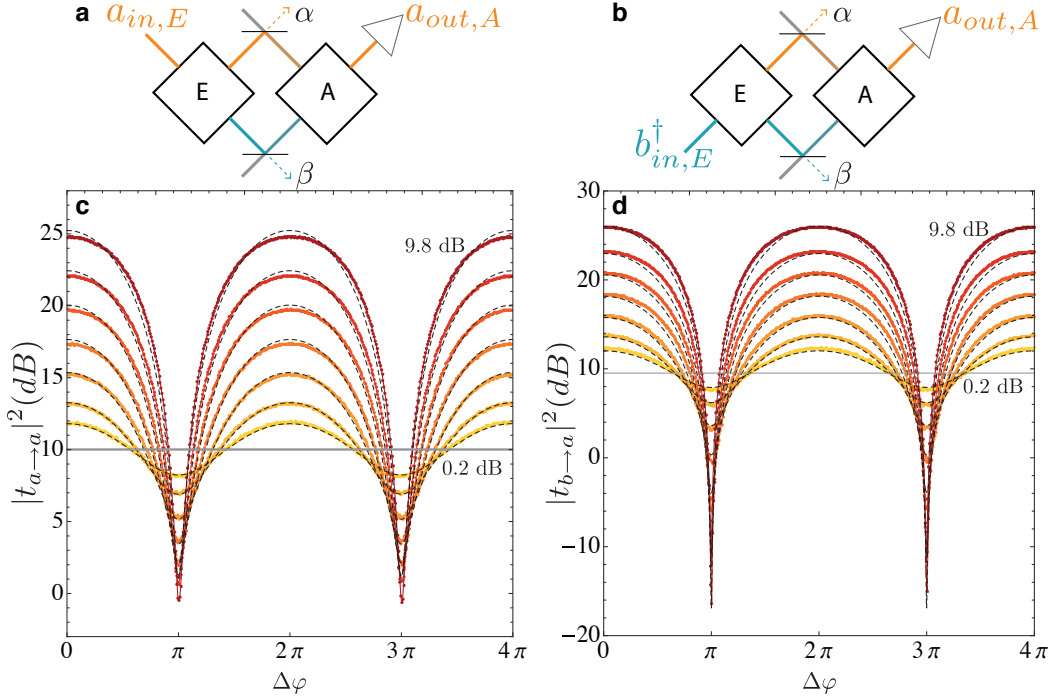 a
a_{in,E}
α
a_{out,A}
E
A
β
b
α
a_{out,A}
E
A
b^†_{in,E}
β
c
|t_{a→a}|^2(dB)
25
20
15
10
5
0
9.8 dB
0.2 dB
0
π
2π
3π
4π
Δφ
d
|t_{b→a}|^2(dB)
30
20
10
0
−10
−20
9.8 dB
0.2 dB
0
π
2π
3π
4π
Δφ